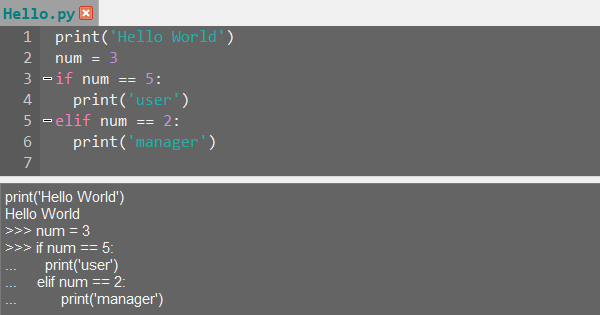 Hello.py
1 print('Hello World')
2 num = 3
3 if num == 5:
4 print('user')
5 elif num == 2:
6 print('manager')
7
print('Hello World')
Hello World
>>> num = 3
>>> if num == 5:
... print('user')
... elif num == 2:
... print('manager')